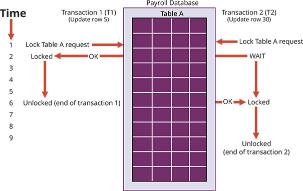 Payroll Database
Time
Transaction 1 (T1)
(Update row 5)
Table A
Transaction 2 (T2)
(Update row 30)
1
Lock Table A request
Lock Table A request
2
Locked
OK
WAIT
3
4
5
6
Unlocked (end of transaction 1)
OK
Locked
7
8
9
Unlocked
(end of transaction 2)